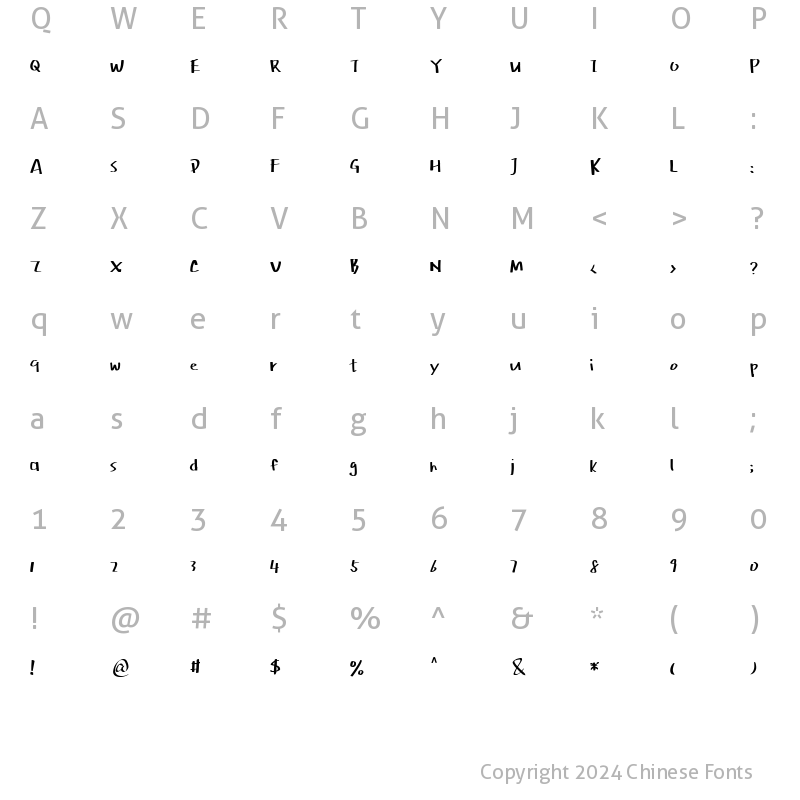 Q W E R T Y U I O P
Q W E R T Y U I O P
A S D F G H J K L :
A S D F G H J K L :
Z X C V B N M < > ?
Z X C V B N M < > ?
q w e r t y u i o p
q w e r t y u i o p
a s d f g h j k l ;
a s d f g h j k l ;
1 2 3 4 5 6 7 8 9 0
1 2 3 4 5 6 7 8 9 0
! @ # $ % ^ & * ( )
! @ # $ % ^ & * ( )
Copyright 2024 Chinese Fonts